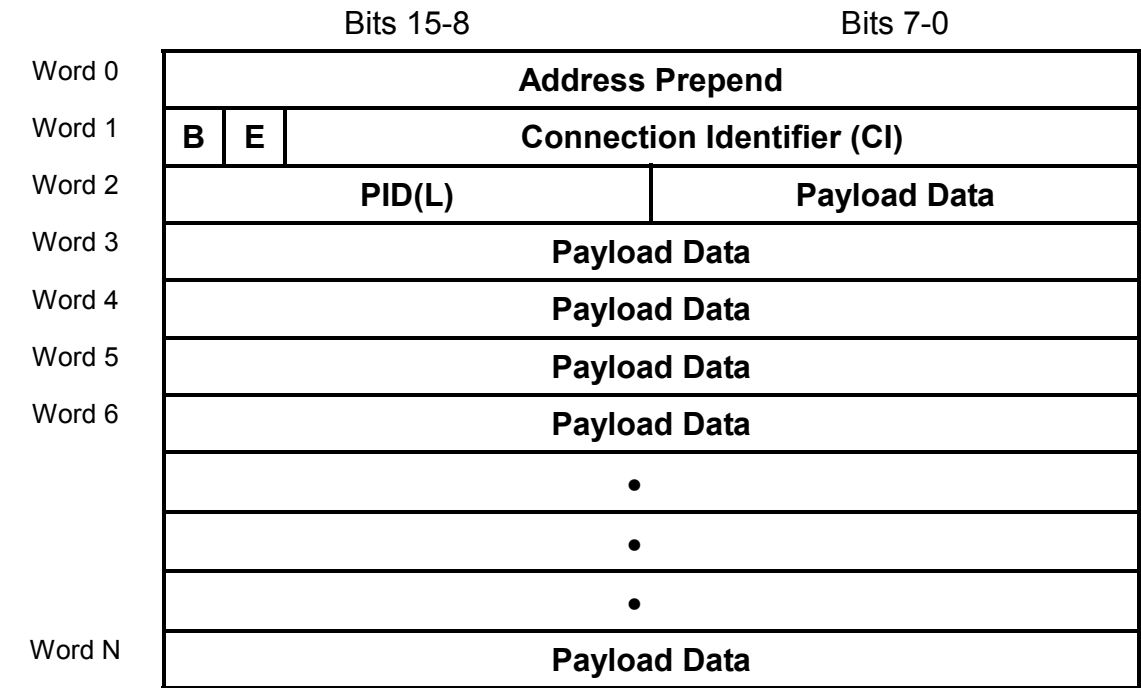 Bits 15-8 Bits 7-0
Word 0 Address Prepend
Word 1 B E Connection Identifier (CI)
Word 2 PID(L) Payload Data
Word 3 Payload Data
Word 4 Payload Data
Word 5 Payload Data
Word 6 Payload Data
•
•
•
Word N Payload Data